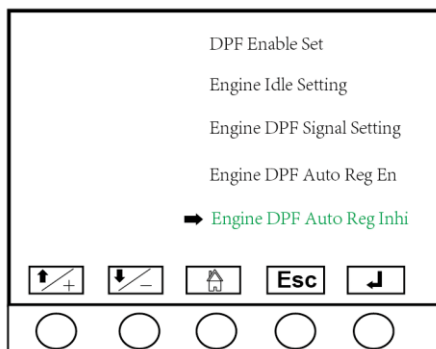 DPF Enable Set
Engine Idle Setting
Engine DPF Signal Setting
Engine DPF Auto Reg En
Engine DPF Auto Reg Inhi
+ − Esc